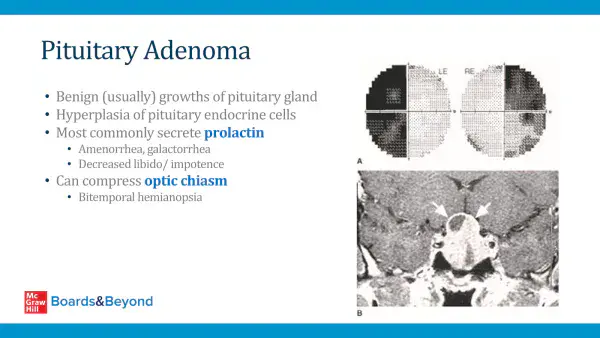 Pituitary Adenoma
• Benign (usually) growths of pituitary gland
• Hyperplasia of pituitary endocrine cells
• Most commonly secrete prolactin
• Amenorrhea, galactorrhea
• Decreased libido/ impotence
• Can compress optic chiasm
• Bitemporal hemianopsia
LE RE
A
B
Mc
Graw
Hill
Boards&Beyond